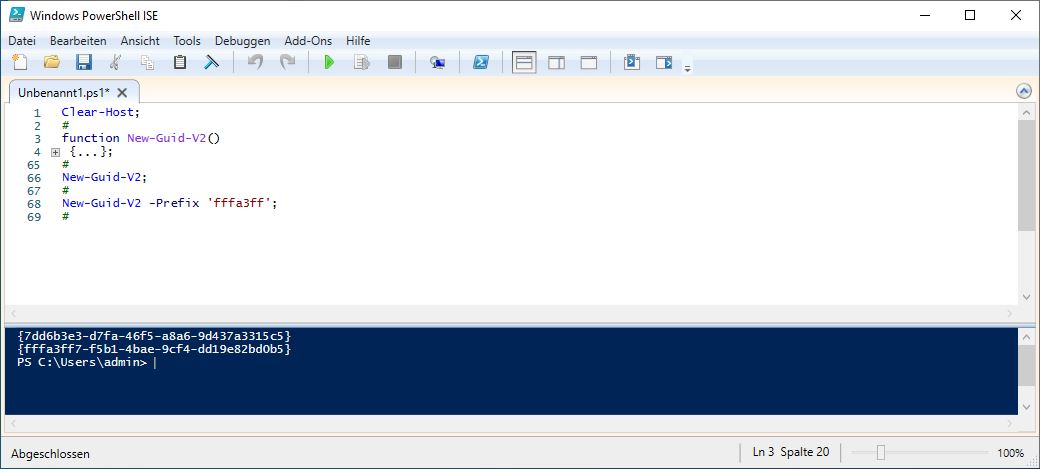 Windows PowerShell ISE
Datei Bearbeiten Ansicht Tools Debuggen Add-Ons Hilfe
Unbenannt1.ps1*
1 Clear-Host;
2 #
3 function New-Guid-V2()
4 {...};
65 #
66 New-Guid-V2;
67 #
68 New-Guid-V2 -Prefix 'fffa3ff';
69 #
{7dd6b3e3-d7fa-46f5-a8a6-9d437a3315c5}
{fffa3ff7-f5b1-4bae-9cf4-dd19e82bd0b5}
PS C:\Users\admin>
Abgeschlossen Ln 3 Spalte 20 100%